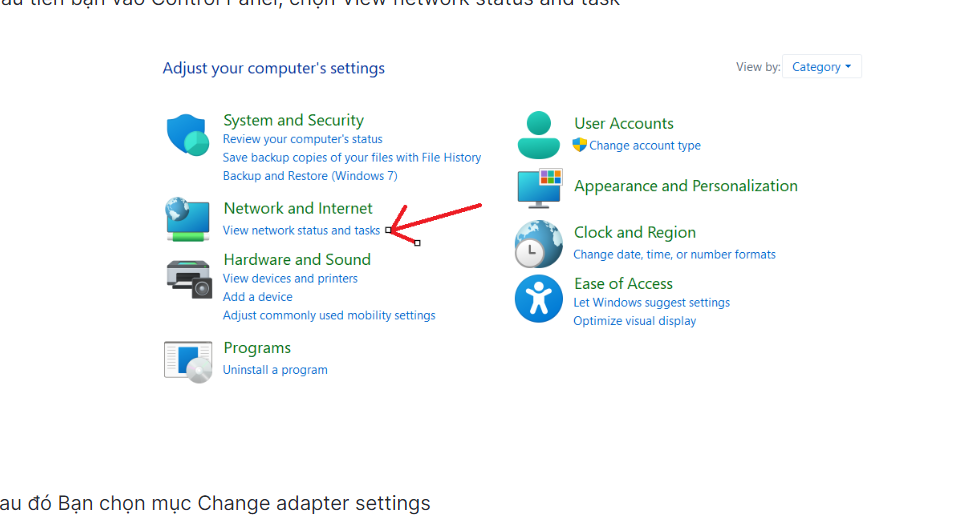 tiên bạn vào Control Panel, chọn View network status and task
Adjust your computer's settings
View by: Category
System and Security
Review your computer's status
Save backup copies of your files with File History
Backup and Restore (Windows 7)
Network and Internet
View network status and tasks
Hardware and Sound
View devices and printers
Add a device
Adjust commonly used mobility settings
Programs
Uninstall a program
User Accounts
Change account type
Appearance and Personalization
Clock and Region
Change date, time, or number formats
Ease of Access
Let Windows suggest settings
Optimize visual display
au đó Bạn chọn mục Change adapter settings